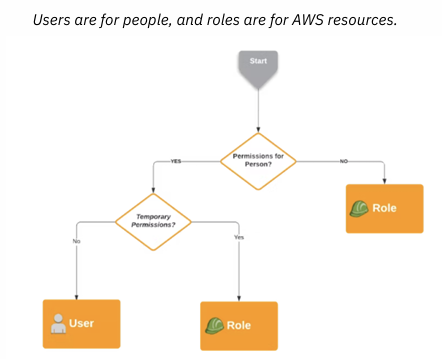 Users are for people, and roles are for AWS resources.
Start
Permissions for
Person?
YES
NO
Role
Temporary
Permissions?
No
Yes
User
Role